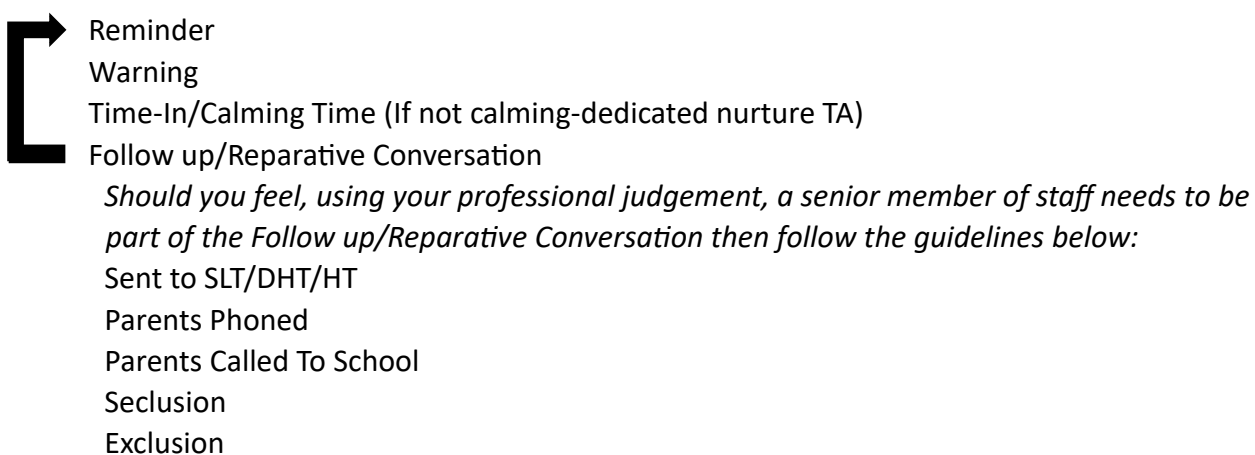 Reminder
Warning
Time-In/Calming Time (If not calming-dedicated nurture TA)
Follow up/Reparative Conversation
Should you feel, using your professional judgement, a senior member of staff needs to be
part of the Follow up/Reparative Conversation then follow the guidelines below:
Sent to SLT/DHT/HT
Parents Phoned
Parents Called To School
Seclusion
Exclusion